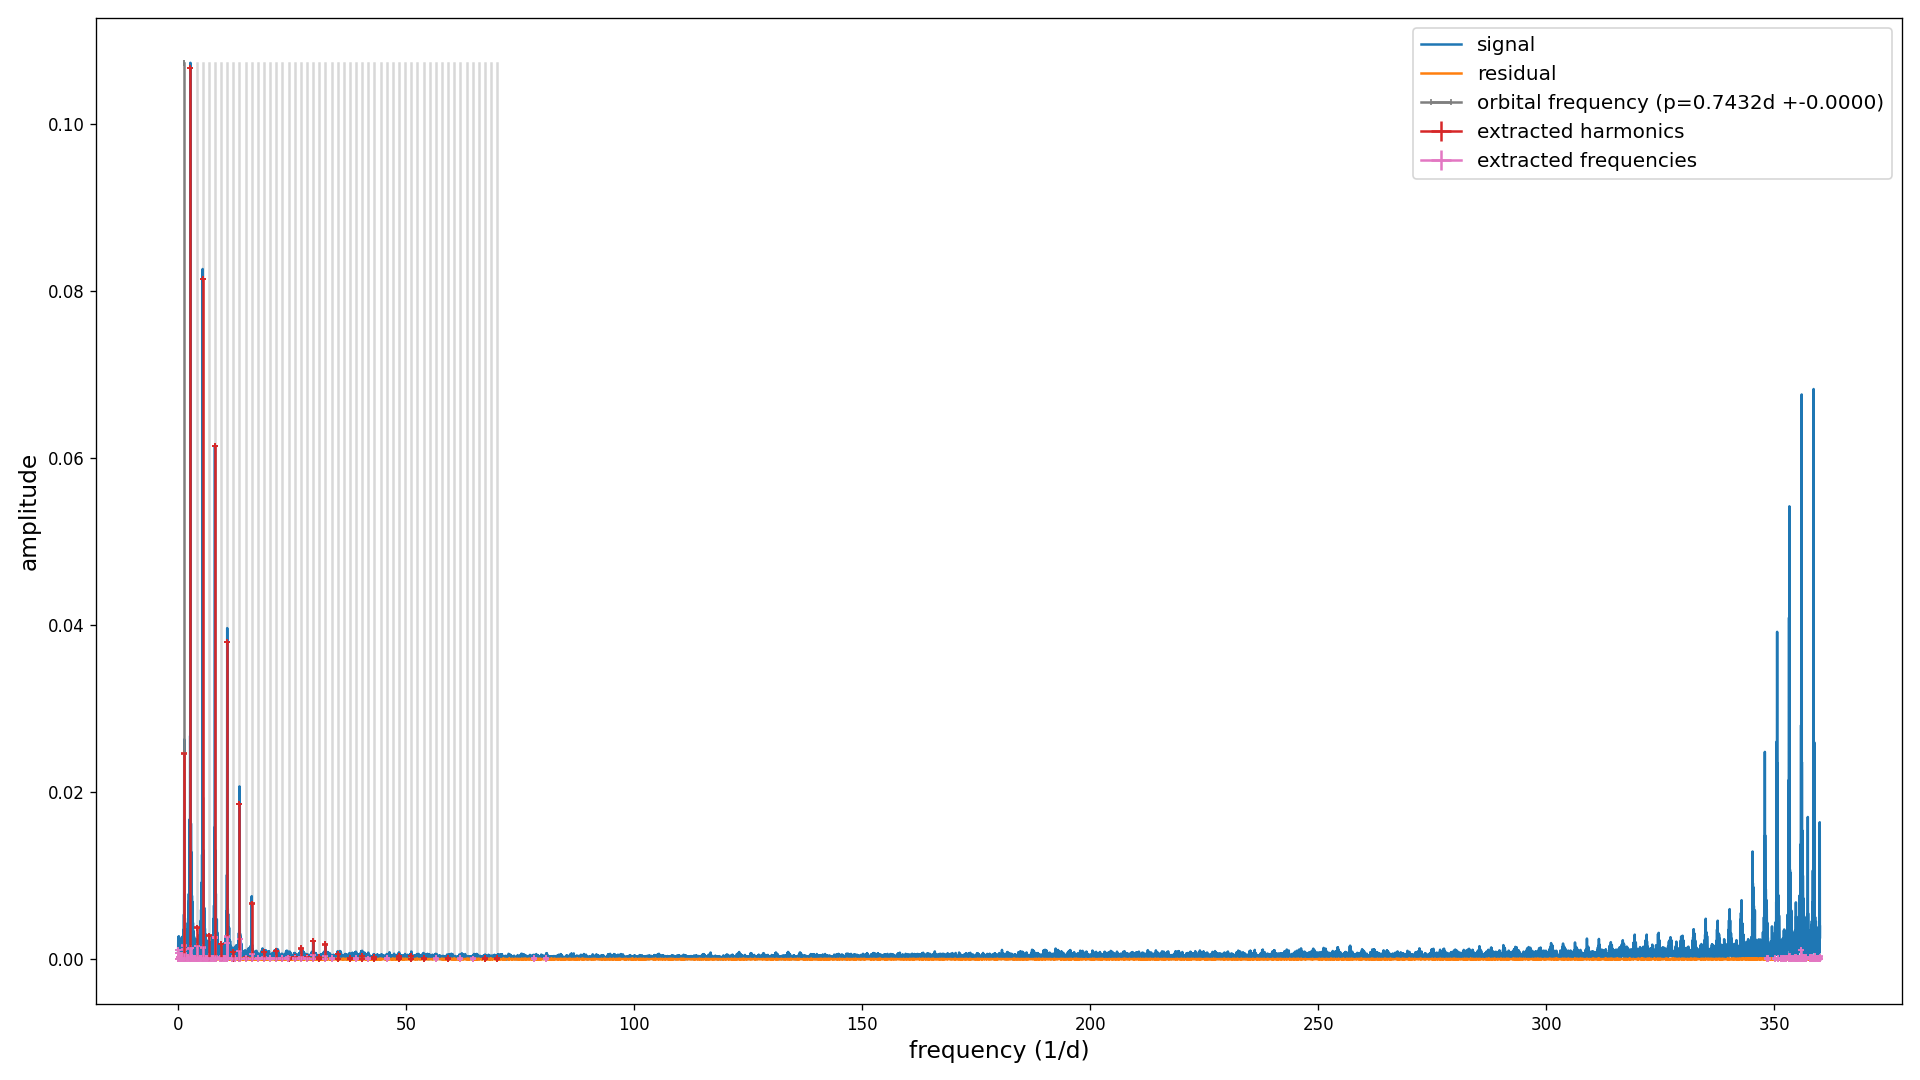 signal
residual
orbital frequency (p=0.7432d +-0.0000)
extracted harmonics
extracted frequencies
0.10
0.08
0.06
0.04
0.02
0.00
amplitude
0 50 100 150 200 250 300 350
frequency (1/d)